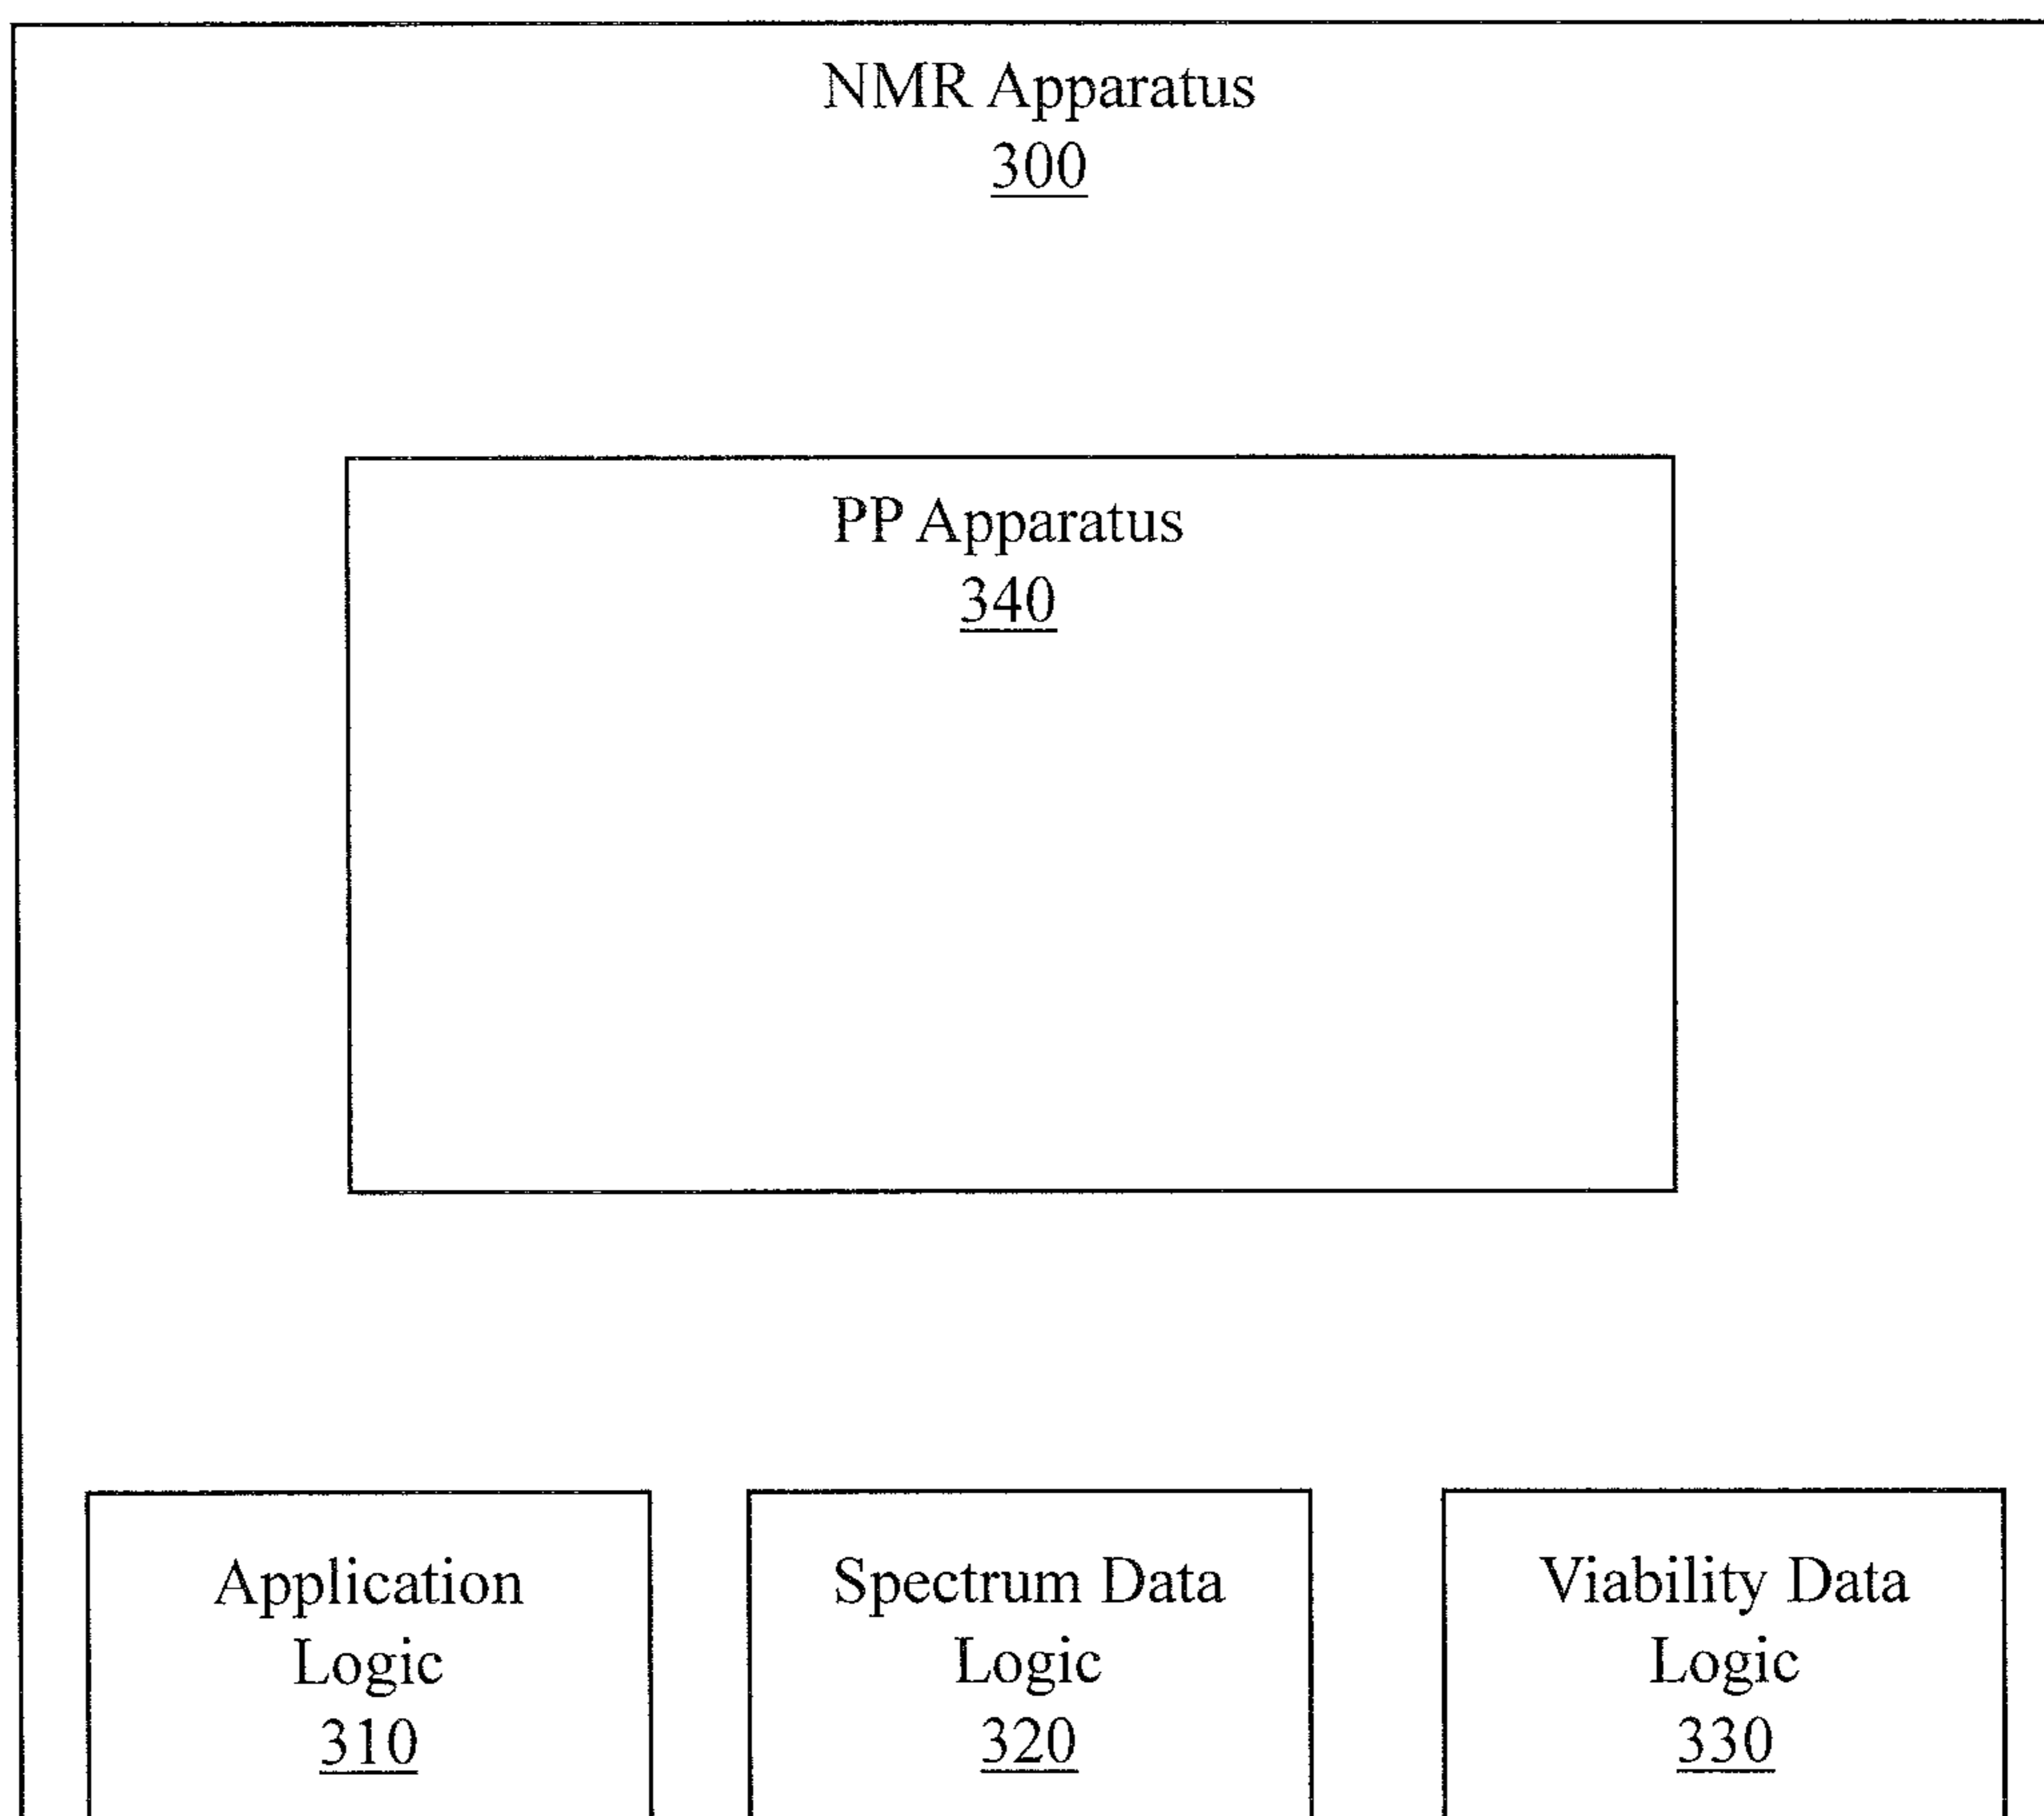 NMR Apparatus
300
PP Apparatus
340
Application
Logic
310
Spectrum Data
Logic
320
Viability Data
Logic
330